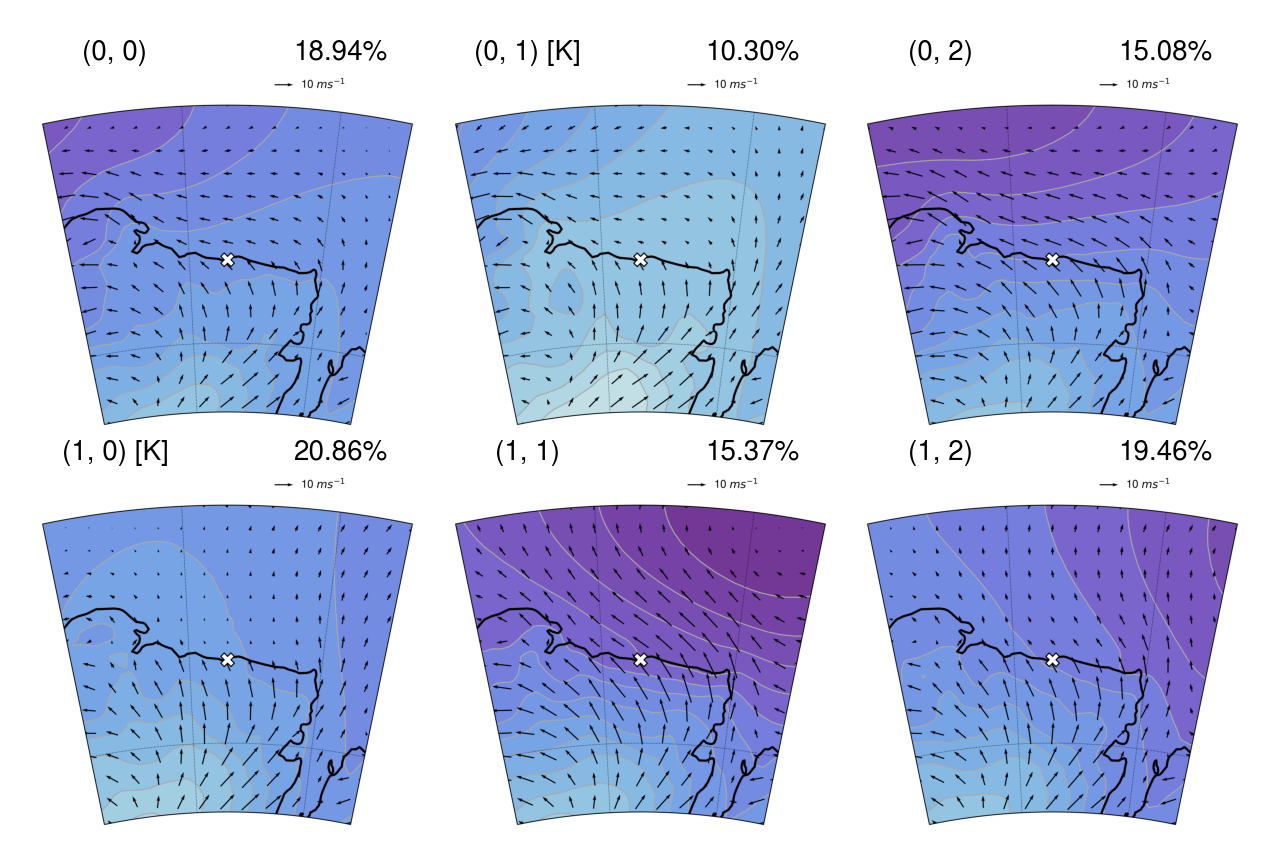 (0, 0) 18.94% (0, 1) [K] 10.30% (0, 2) 15.08%
10 ms⁻¹ 10 ms⁻¹ 10 ms⁻¹
(1, 0) [K] 20.86% (1, 1) 15.37% (1, 2) 19.46%
10 ms⁻¹ 10 ms⁻¹ 10 ms⁻¹